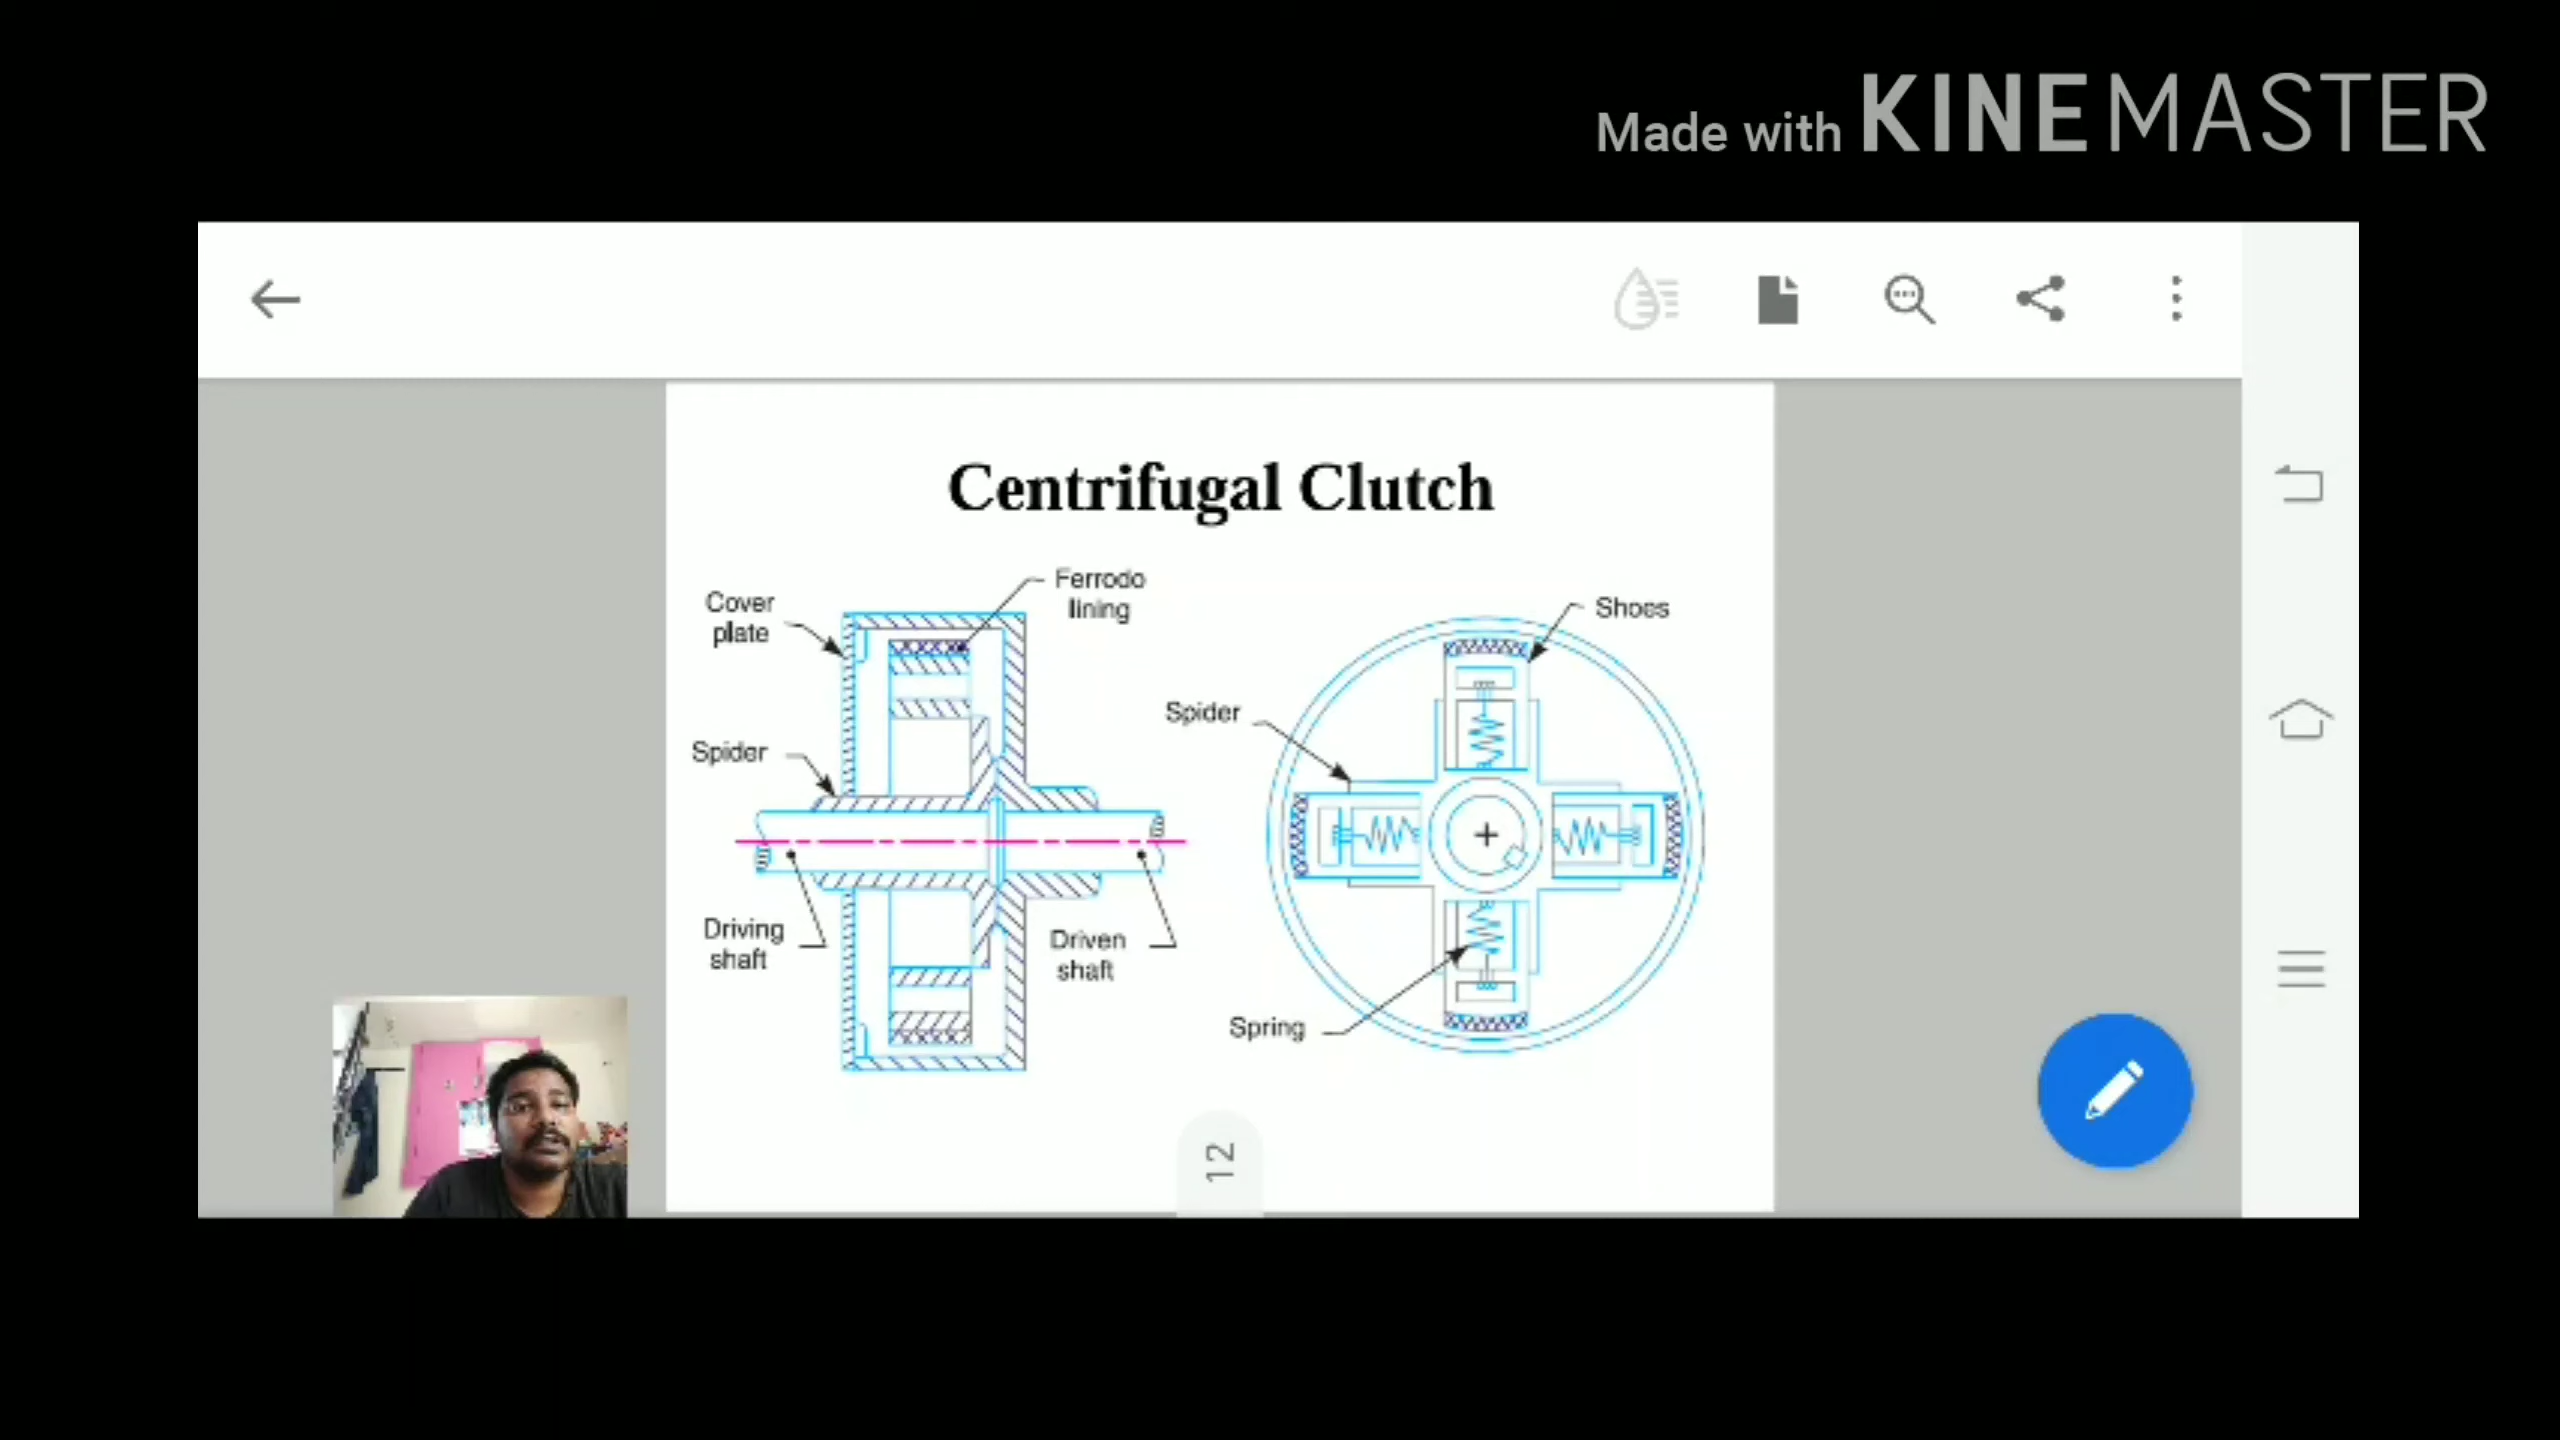 Made with KINEMASTER
Centrifugal Clutch
Cover
plate
Ferrodo
lining
Shoes
Spider
Spider
Driving
shaft
Driven
shaft
Spring
12